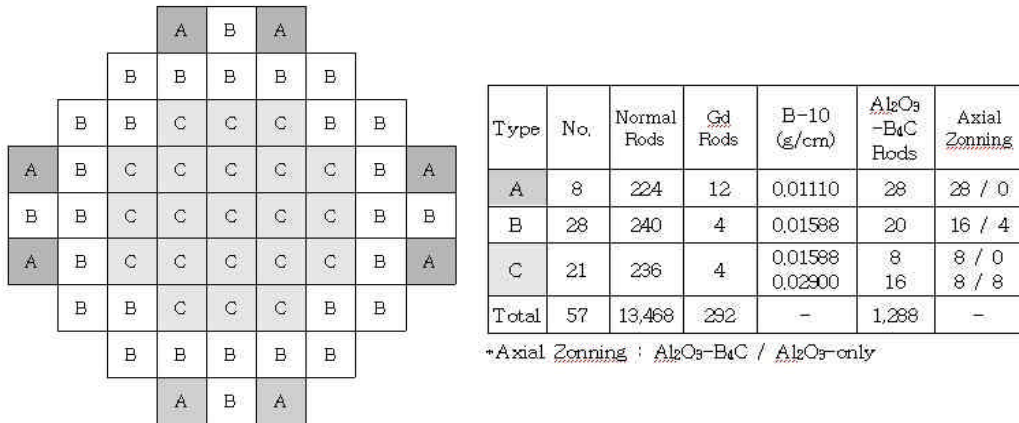 A B A
B B B B B
B B C C C B B
A B C C C C C B A
B B C C C C C B B
A B C C C C C B A
B B C C C B B
B B B B B
A B A
Type No. Normal Rods Gd Rods B-10 (g/cm) Al₂O₃-B₄C Rods Axial Zonning
A 8 224 12 0.01110 28 28 / 0
B 28 240 4 0.01588 20 16 / 4
C 21 236 4 0.01588 8 8 / 0
0.02900 16 8 / 8
Total 57 13,468 292 - 1,288 -
*Axial Zonning : Al₂O₃-B₄C / Al₂O₃-only